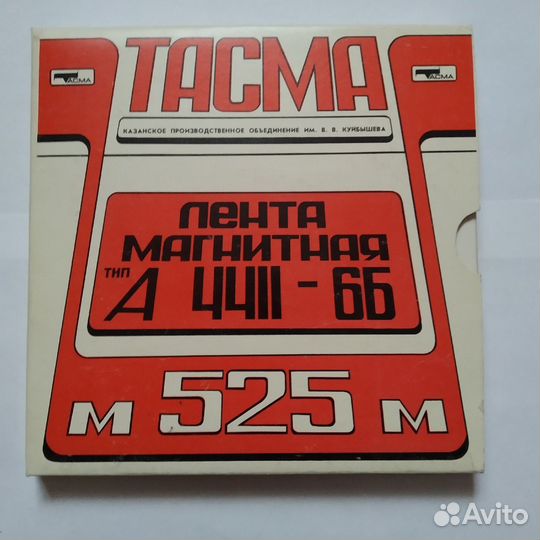 ТАСМА
ТАСМА
ТАСМА
КАЗАНСКОЕ ПРОИЗВОДСТВЕННОЕ ОБЪЕДИНЕНИЕ ИМ. В. В. КУЙБЫШЕВА
ЛЕНТА
МАГНИТНАЯ
ТИП А 4411-6Б
М 525 М
Avito